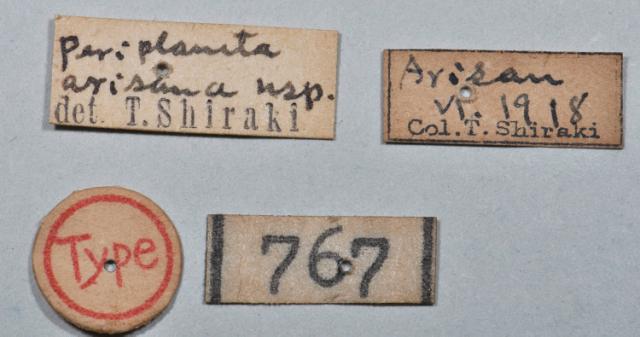 Periplaneta
arisana nsp.
det. T. Shiraki
Arisan
VI. 1918
Col. T. Shiraki
Type
767